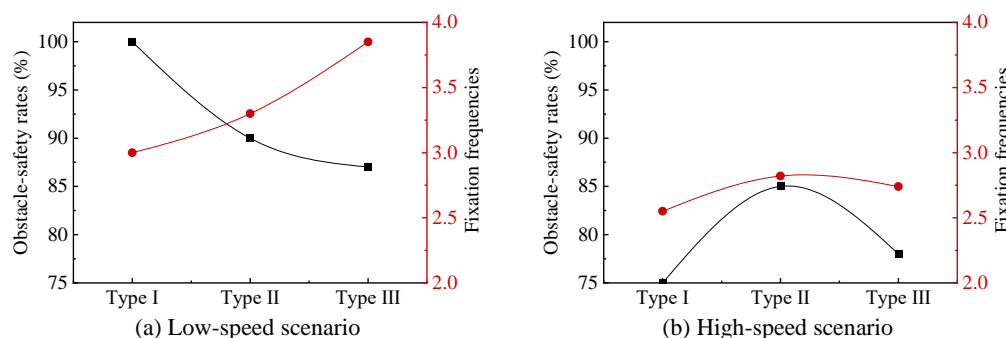 Obstacle-safety rates (%)
100
95
90
85
80
75
4.0
3.5
3.0
2.5
2.0
Fixation frequencies
Type I Type II Type III
(a) Low-speed scenario
Obstacle-safety rates (%)
100
95
90
85
80
75
4.0
3.5
3.0
2.5
2.0
Fixation frequencies
Type I Type II Type III
(b) High-speed scenario